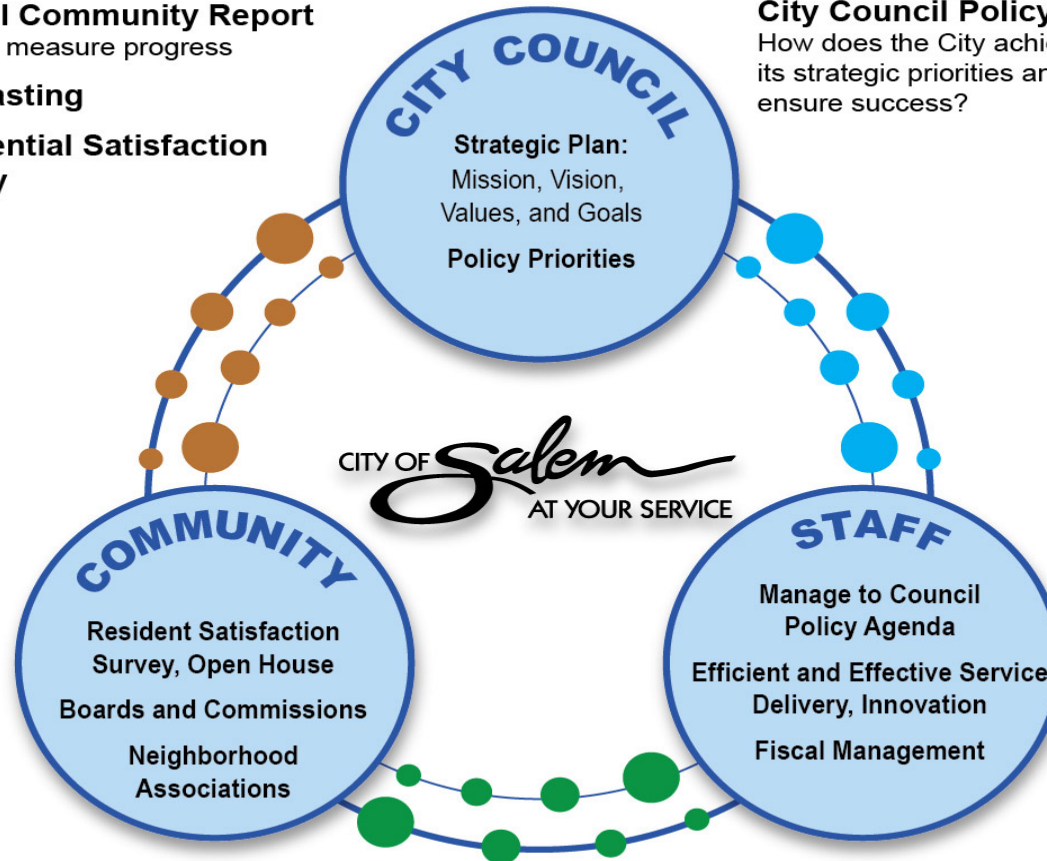 l Community Report
measure progress
asting
ential Satisfaction
y
City Council Policy
How does the City achie
its strategic priorities an
ensure success?
CITY COUNCIL
Strategic Plan:
Mission, Vision,
Values, and Goals
Policy Priorities
CITY OF Salem
AT YOUR SERVICE
COMMUNITY
Resident Satisfaction
Survey, Open House
Boards and Commissions
Neighborhood
Associations
STAFF
Manage to Council
Policy Agenda
Efficient and Effective Service
Delivery, Innovation
Fiscal Management